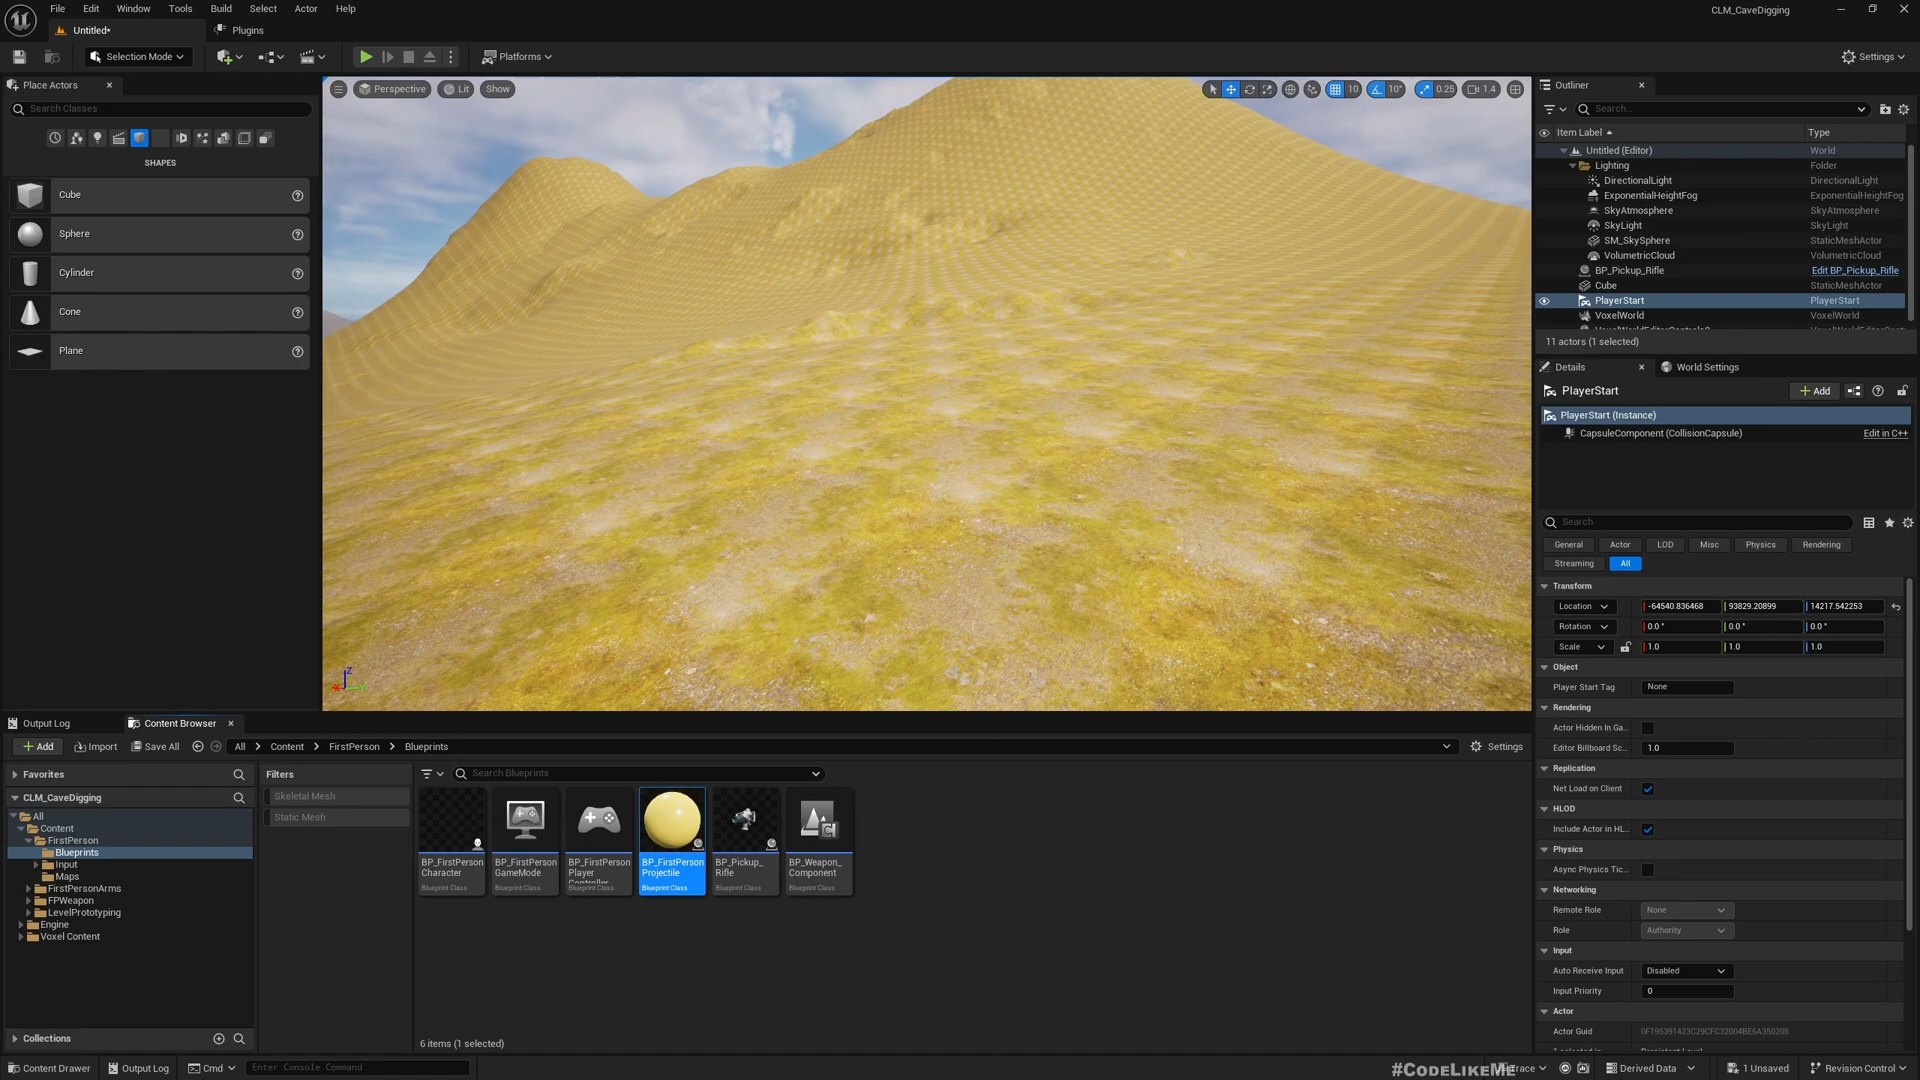 File Edit Window Tools Build Select Actor Help
CLM_CaveDigging
Untitled*
Plugins
Selection Mode
Platforms
Settings
Place Actors
Search Classes
SHAPES
Cube
Sphere
Cylinder
Cone
Plane
Perspective
Lit
Show
10
10°
0.25
1.4
Outliner
Search...
Item Label
Type
Untitled (Editor) World
Lighting Folder
DirectionalLight DirectionalLight
ExponentialHeightFog ExponentialHeightFog
SkyAtmosphere SkyAtmosphere
SkyLight SkyLight
SM_SkySphere StaticMeshActor
VolumetricCloud VolumetricCloud
BP_Pickup_Rifle Edit BP_Pickup_Rifle
Cube StaticMeshActor
PlayerStart PlayerStart
VoxelWorld VoxelWorld
11 actors (1 selected)
Details
World Settings
PlayerStart
Add
PlayerStart (Instance)
CapsuleComponent (CollisionCapsule) Edit in C++
Search
General Actor LOD Misc Physics Rendering
Streaming All
Transform
Location -64540.836468 93829.20899 14217.542253
Rotation 0.0 ° 0.0 ° 0.0 °
Scale 1.0 1.0 1.0
Object
Player Start Tag None
Rendering
Actor Hidden In Ga..
Editor Billboard Sc.. 1.0
Replication
Net Load on Client
HLOD
Include Actor in HL..
Physics
Async Physics Tic..
Networking
Remote Role None
Role Authority
Input
Auto Receive Input Disabled
Input Priority 0
Actor
Actor Guid 0F195391423C29CFC32004BE6A350205
Output Log
Content Browser
Add Import Save All All Content FirstPerson Blueprints
Settings
Favorites
CLM_CaveDigging
All
Content
FirstPerson
Blueprints
Input
Maps
FirstPersonArms
FPWeapon
LevelPrototyping
Engine
Voxel Content
Collections
Filters
Skeletal Mesh
Static Mesh
Search Blueprints
BP_FirstPerson
Character
Blueprint Class
BP_FirstPerson
GameMode
Blueprint Class
BP_FirstPerson
Player
Blueprint Class
BP_FirstPerson
Projectile
Blueprint Class
BP_Pickup_
Rifle
Blueprint Class
BP_Weapon_
Component
Blueprint Class
6 items (1 selected)
Content Drawer
Output Log
Cmd
Enter Console Command
#CodeLikeMe
Derived Data
1 Unsaved
Revision Control